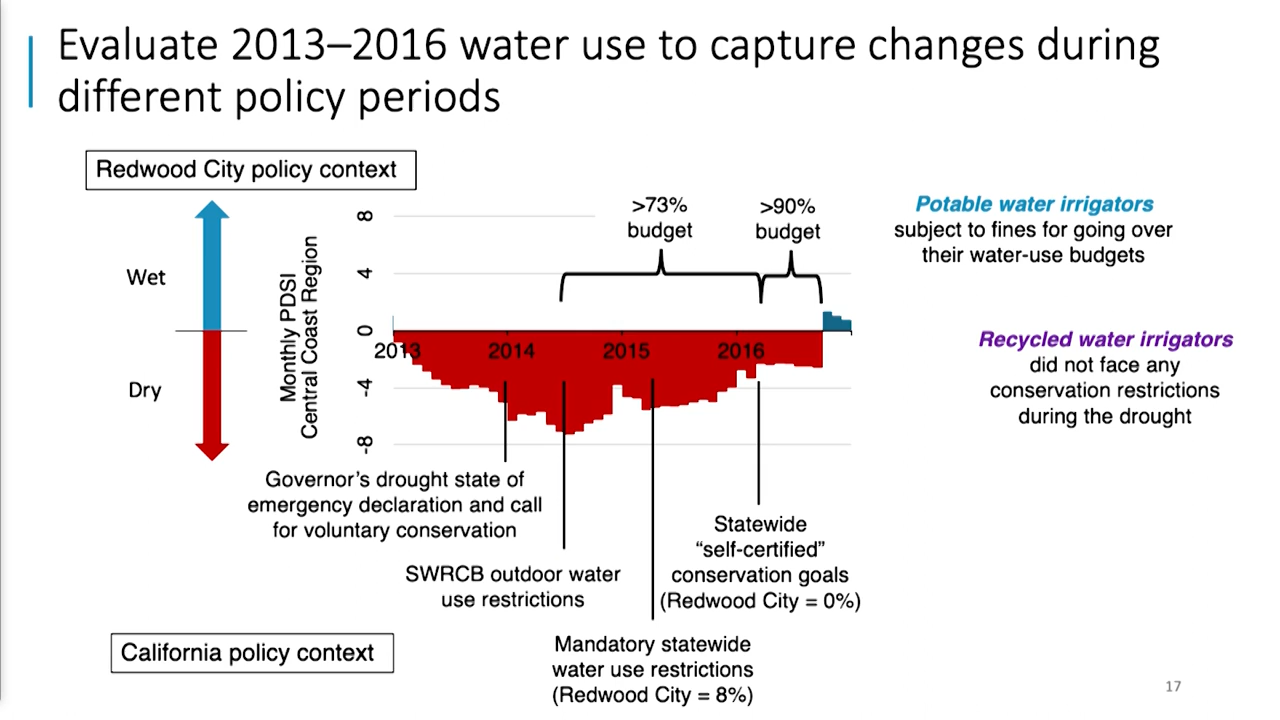 Evaluate 2013–2016 water use to capture changes during
different policy periods
Redwood City policy context
Wet
Dry
Monthly PDSI
Central Coast Region
8
4
0
-4
-8
2013
2014
2015
2016
>73%
budget
>90%
budget
Potable water irrigators
subject to fines for going over
their water-use budgets
Recycled water irrigators
did not face any
conservation restrictions
during the drought
Governor’s drought state of
emergency declaration and call
for voluntary conservation
SWRCB outdoor water
use restrictions
Statewide
“self-certified”
conservation goals
(Redwood City = 0%)
Mandatory statewide
water use restrictions
(Redwood City = 8%)
California policy context
17